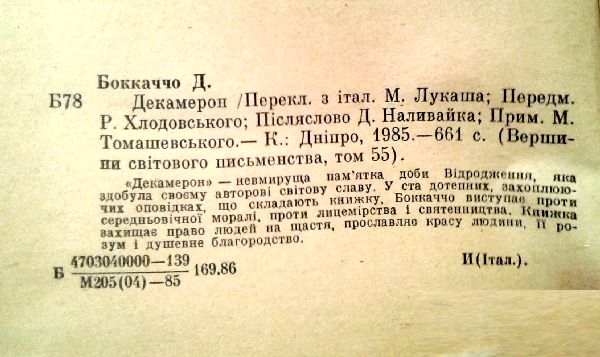 Боккаччо Д.
Б78 Декамерон /Перекл. з італ. М. Лукаша; Передм.
Р. Хлодовського; Післяслово Д. Наливайка; Прим. М.
Томашевського.— К.: Дніпро, 1985.—661 с. (Верши-
ни світового письменства, том 55).
«Декамерон» — невмируща пам'ятка доби Відродження, яка
здобула своєму авторові світову славу. У ста дотепних, захоплюю-
чих оповідках, що складають книжку, Боккаччо виступає проти
середньовічної моралі, проти лицемірства і святенництва. Книжка
захищає право людей на щастя, прославляє красу людини, її ро-
зум і душевне благородство.
Б 4703040000—139
М205(04)—85 169.86 И(Італ.).